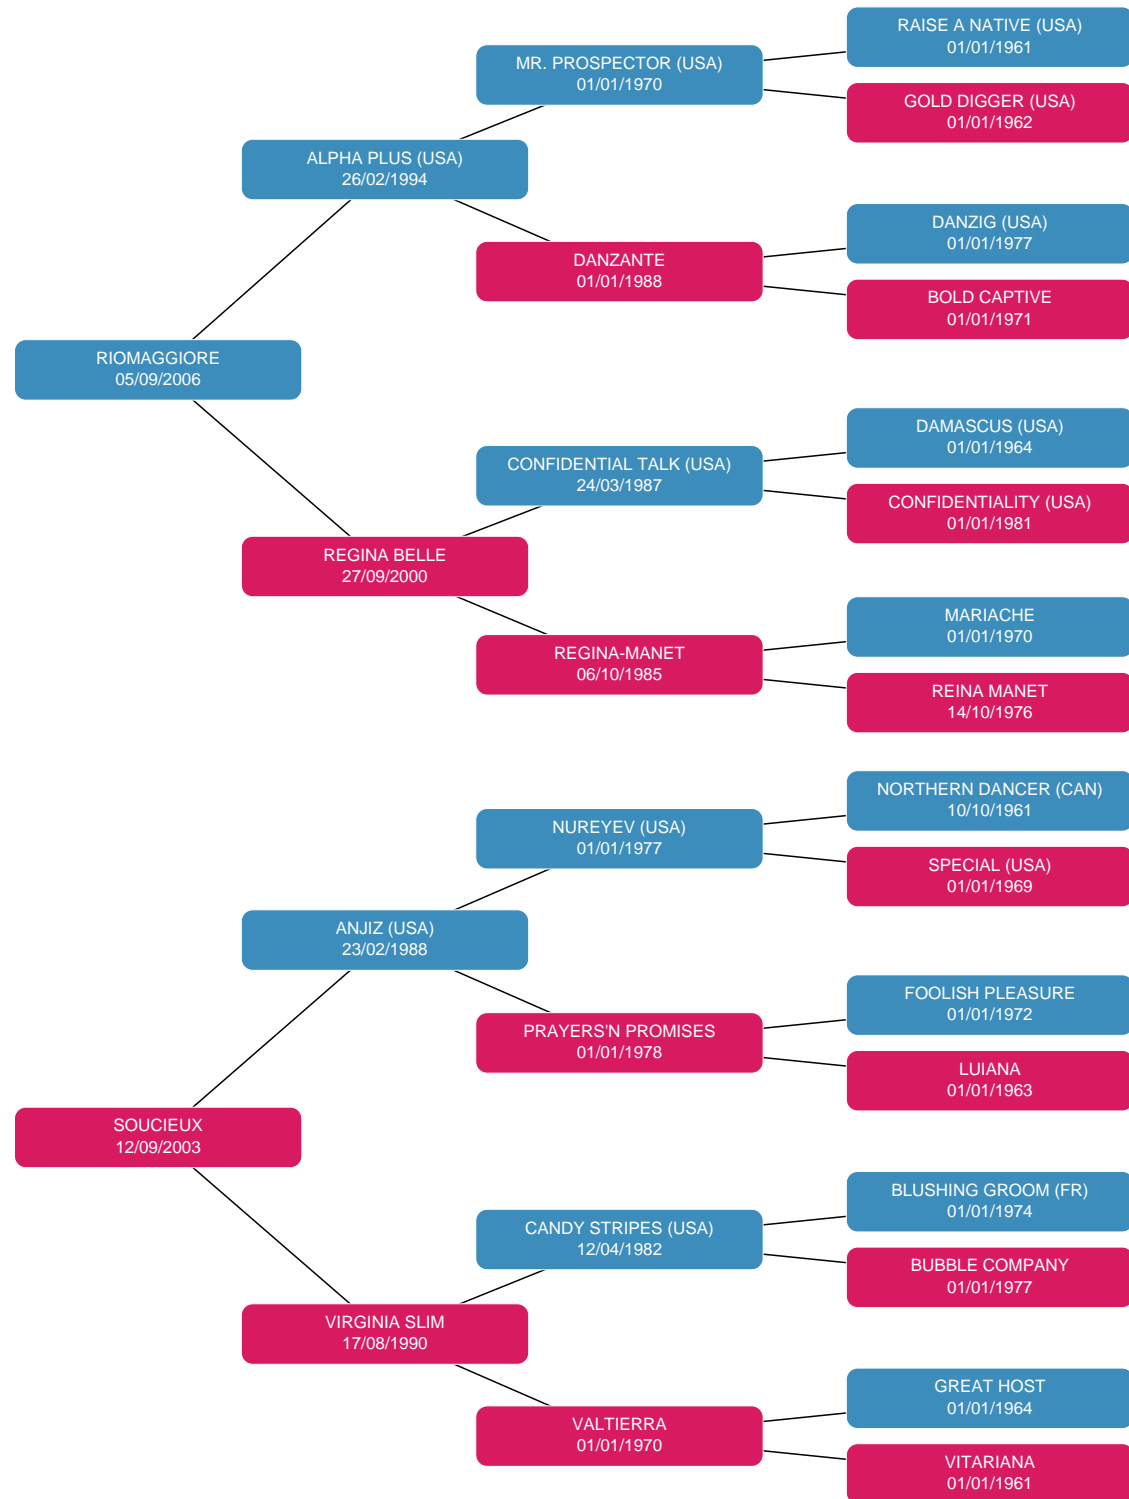 RAISE A NATIVE (USA)
01/01/1961
MR. PROSPECTOR (USA)
01/01/1970
GOLD DIGGER (USA)
01/01/1962
ALPHA PLUS (USA)
26/02/1994
DANZIG (USA)
01/01/1977
DANZANTE
01/01/1988
BOLD CAPTIVE
01/01/1971
RIOMAGGIORE
05/09/2006
DAMASCUS (USA)
01/01/1964
CONFIDENTIAL TALK (USA)
24/03/1987
CONFIDENTIALITY (USA)
01/01/1981
REGINA BELLE
27/09/2000
MARIACHE
01/01/1970
REGINA-MANET
06/10/1985
REINA MANET
14/10/1976
NORTHERN DANCER (CAN)
10/10/1961
NUREYEV (USA)
01/01/1977
SPECIAL (USA)
01/01/1969
ANJIZ (USA)
23/02/1988
FOOLISH PLEASURE
01/01/1972
PRAYERS'N PROMISES
01/01/1978
LUIANA
01/01/1963
SOUCIEUX
12/09/2003
BLUSHING GROOM (FR)
01/01/1974
CANDY STRIPES (USA)
12/04/1982
BUBBLE COMPANY
01/01/1977
VIRGINIA SLIM
17/08/1990
GREAT HOST
01/01/1964
VALTIERRA
01/01/1970
VITARIANA
01/01/1961